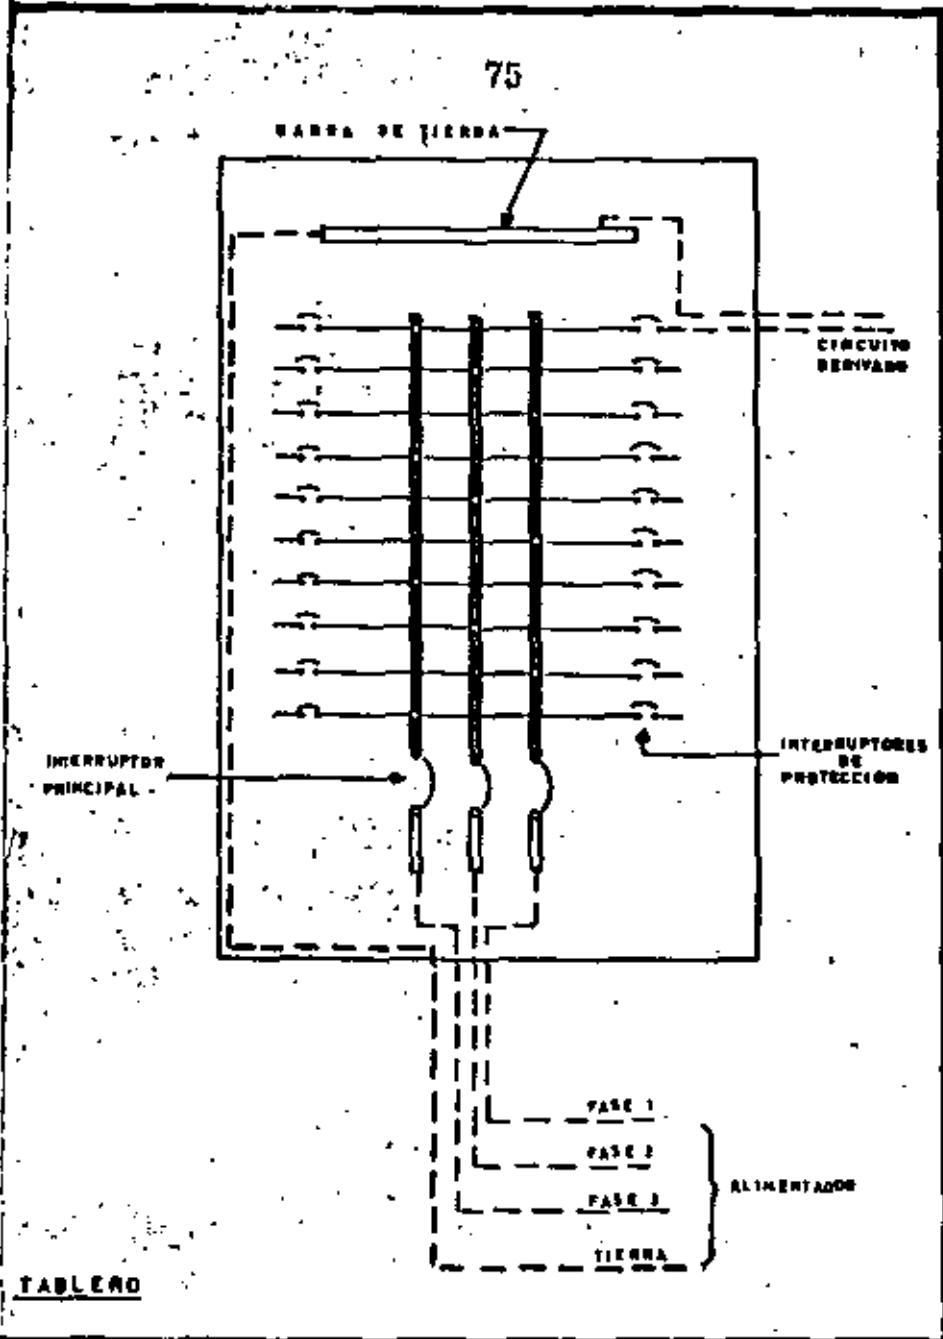 75
BARRA DE TIERRA
CIRCUITO
DERIVADO
INTERRUPTOR
PRINCIPAL
INTERRUPTORES
DE
PROTECCION
FASE 1
FASE 2
FASE 3
TIERRA
ALIMENTADOR
TABLERO